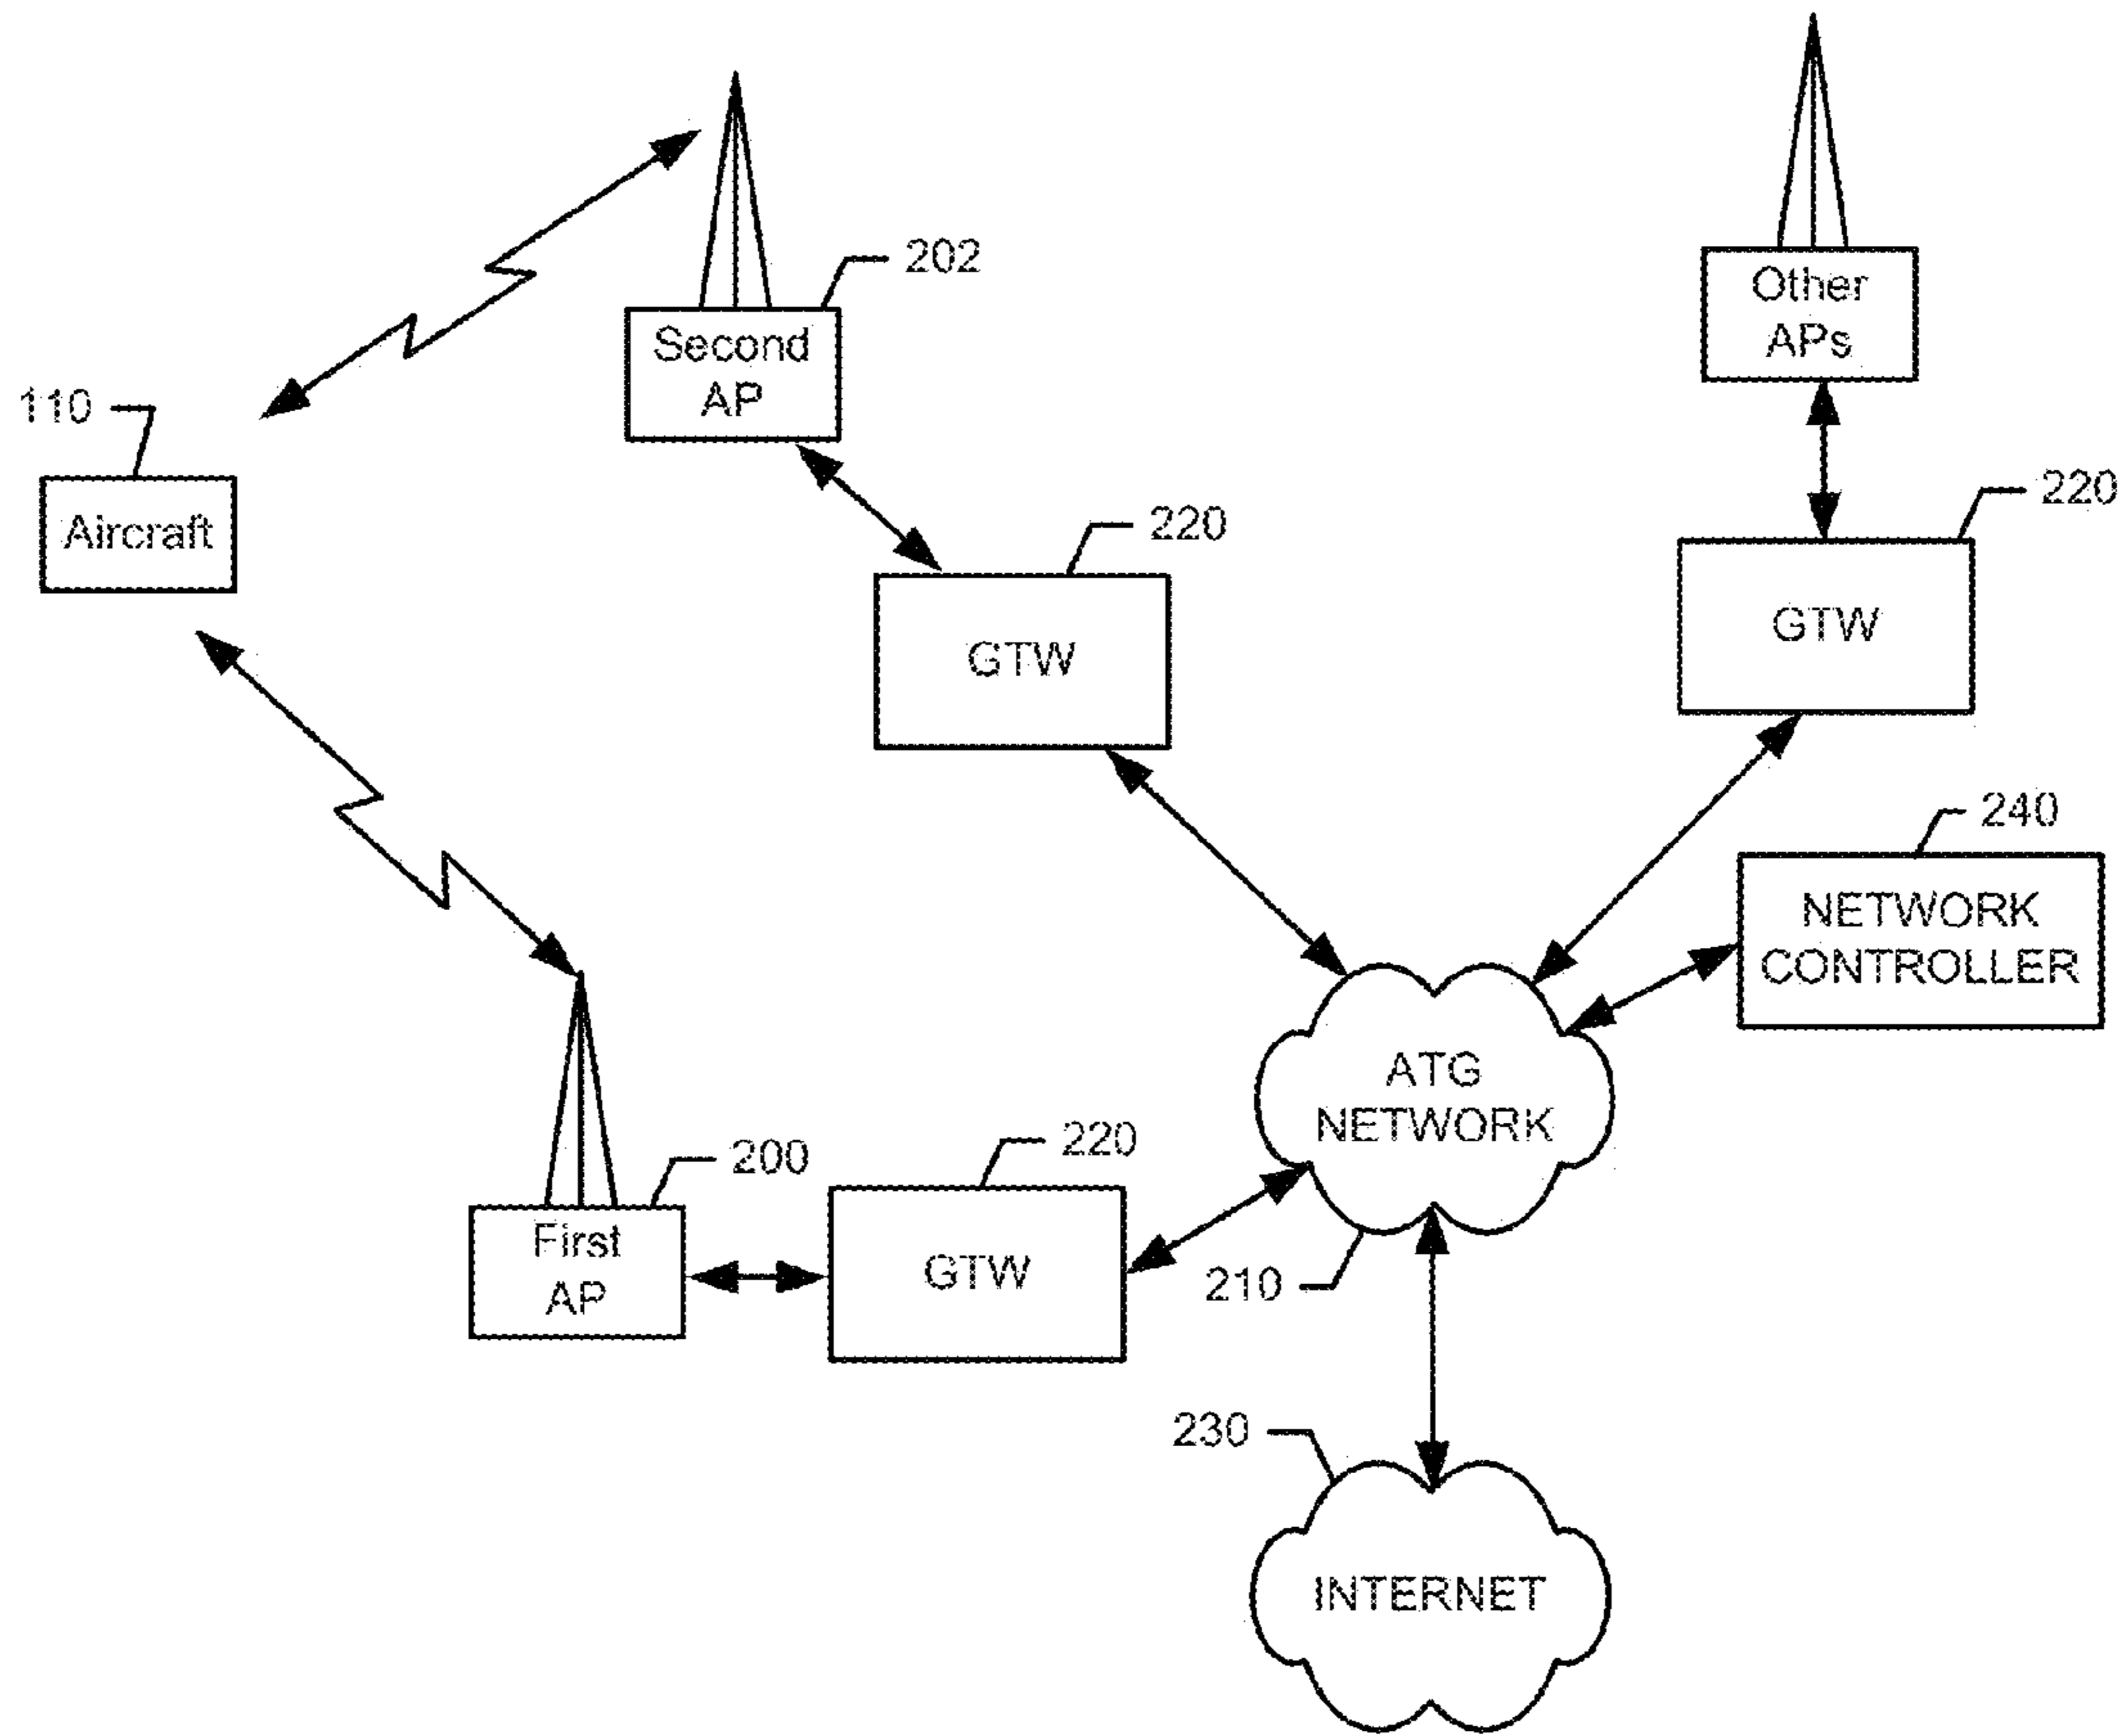 202
Second
AP
Other
APs
110
Aircraft
220
GTW
220
GTW
240
NETWORK
CONTROLLER
ATG
NETWORK
200
First
AP
220
GTW
210
230
INTERNET